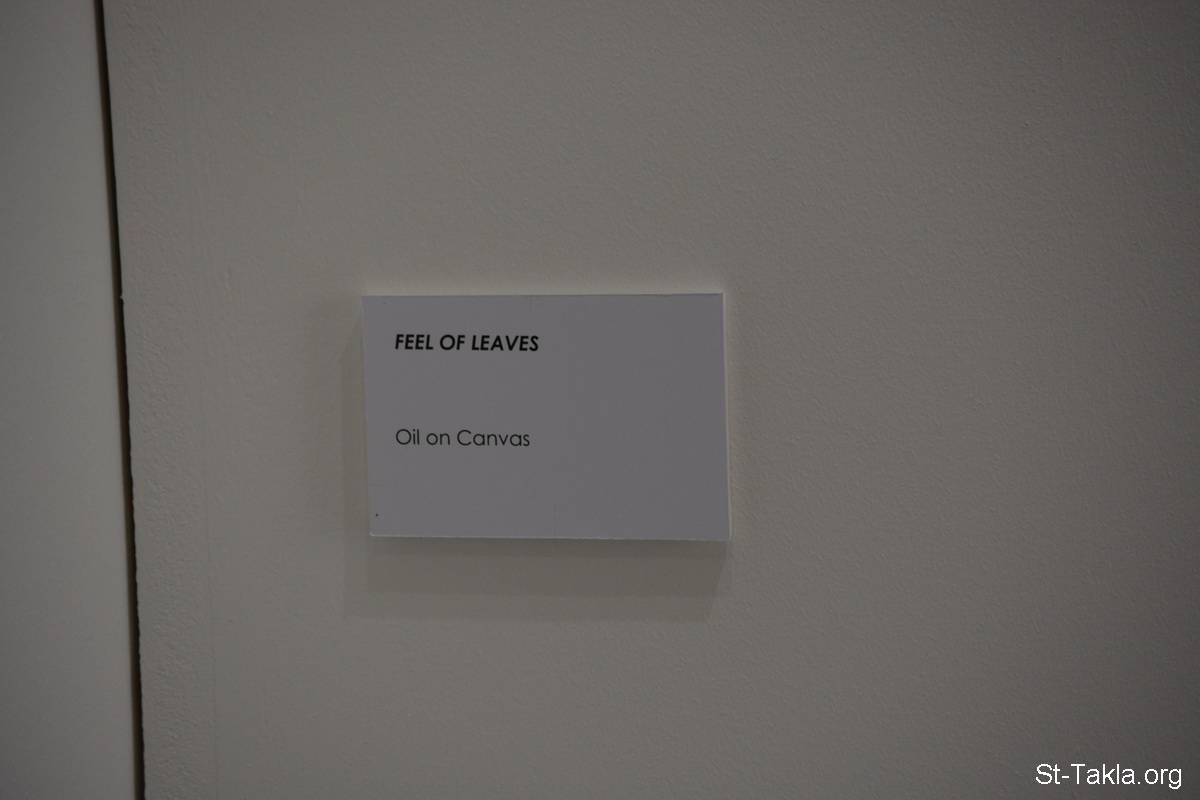 FEEL OF LEAVES
Oil on Canvas
St-Takla.org